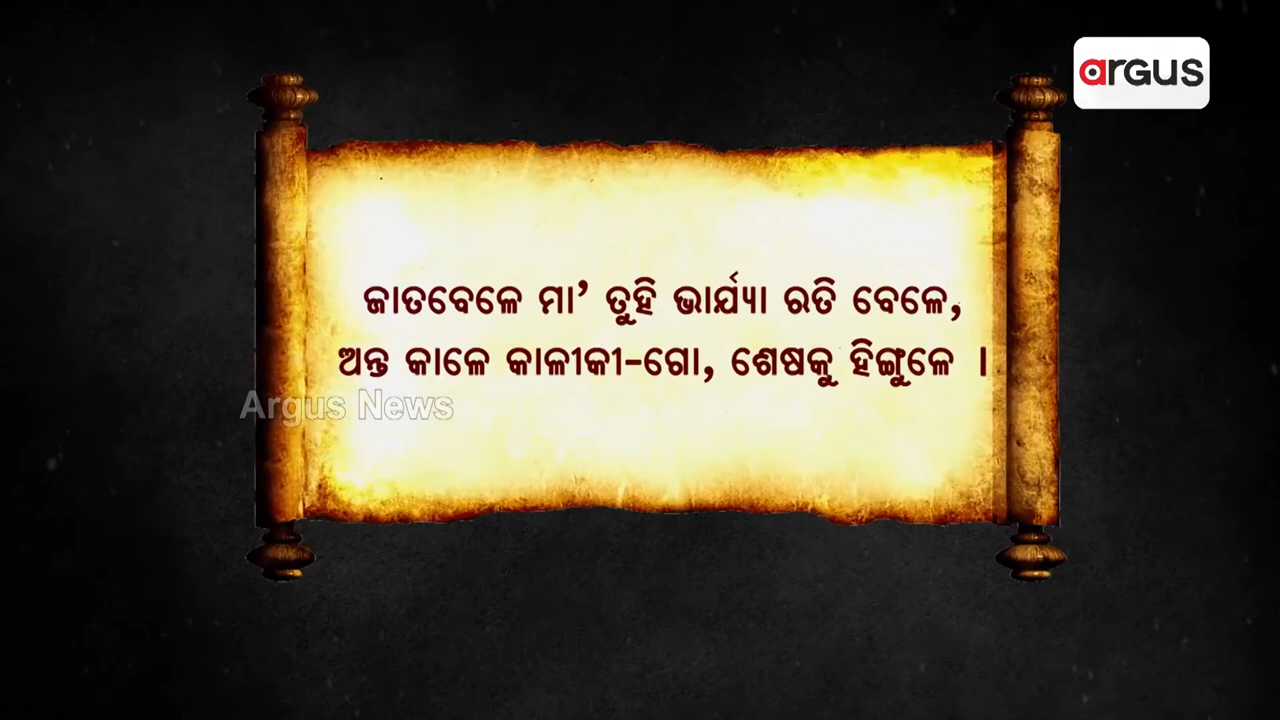 argus
ଜାତବେଳେ ମା’ ତୁହି ଭାର୍ଯ୍ୟା ରତି ବେଳେ,
ଅନ୍ତ କାଳେ କାଳୀକୀ-ଗୋ, ଶେଷକୁ ହିଙ୍ଗୁଳେ ।
Argus News